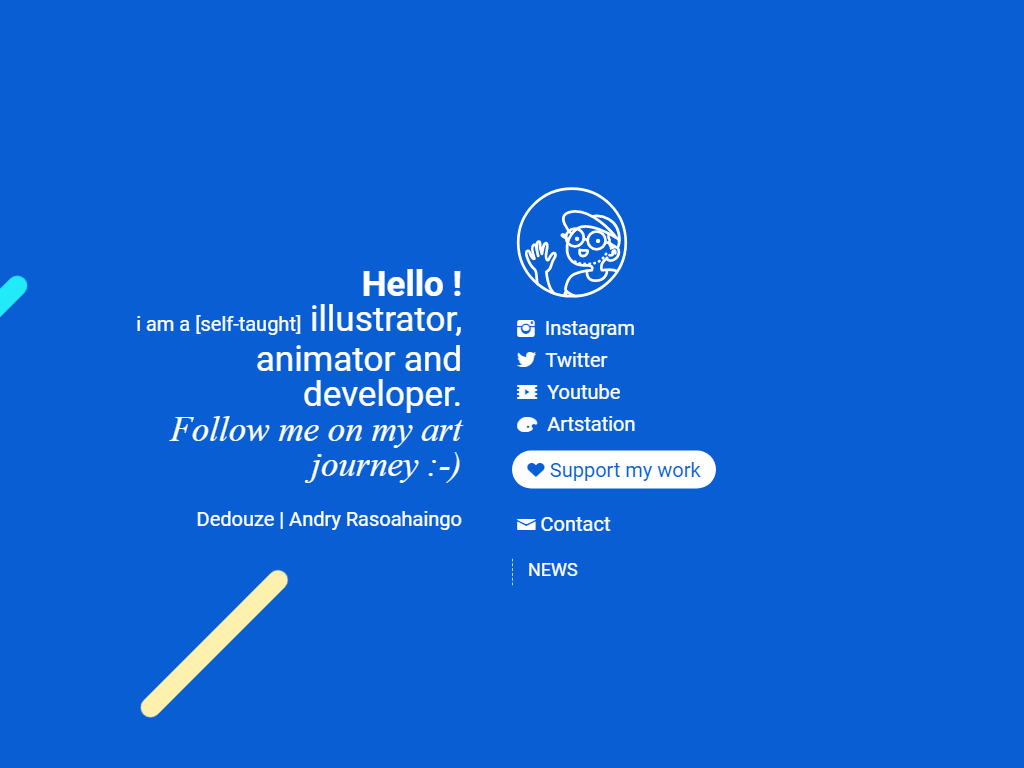 Hello !
i am a [self-taught] illustrator,
animator and
developer.
Follow me on my art
journey :-)
Dedouze | Andry Rasoahaingo
Instagram
Twitter
Youtube
Artstation
Support my work
Contact
NEWS